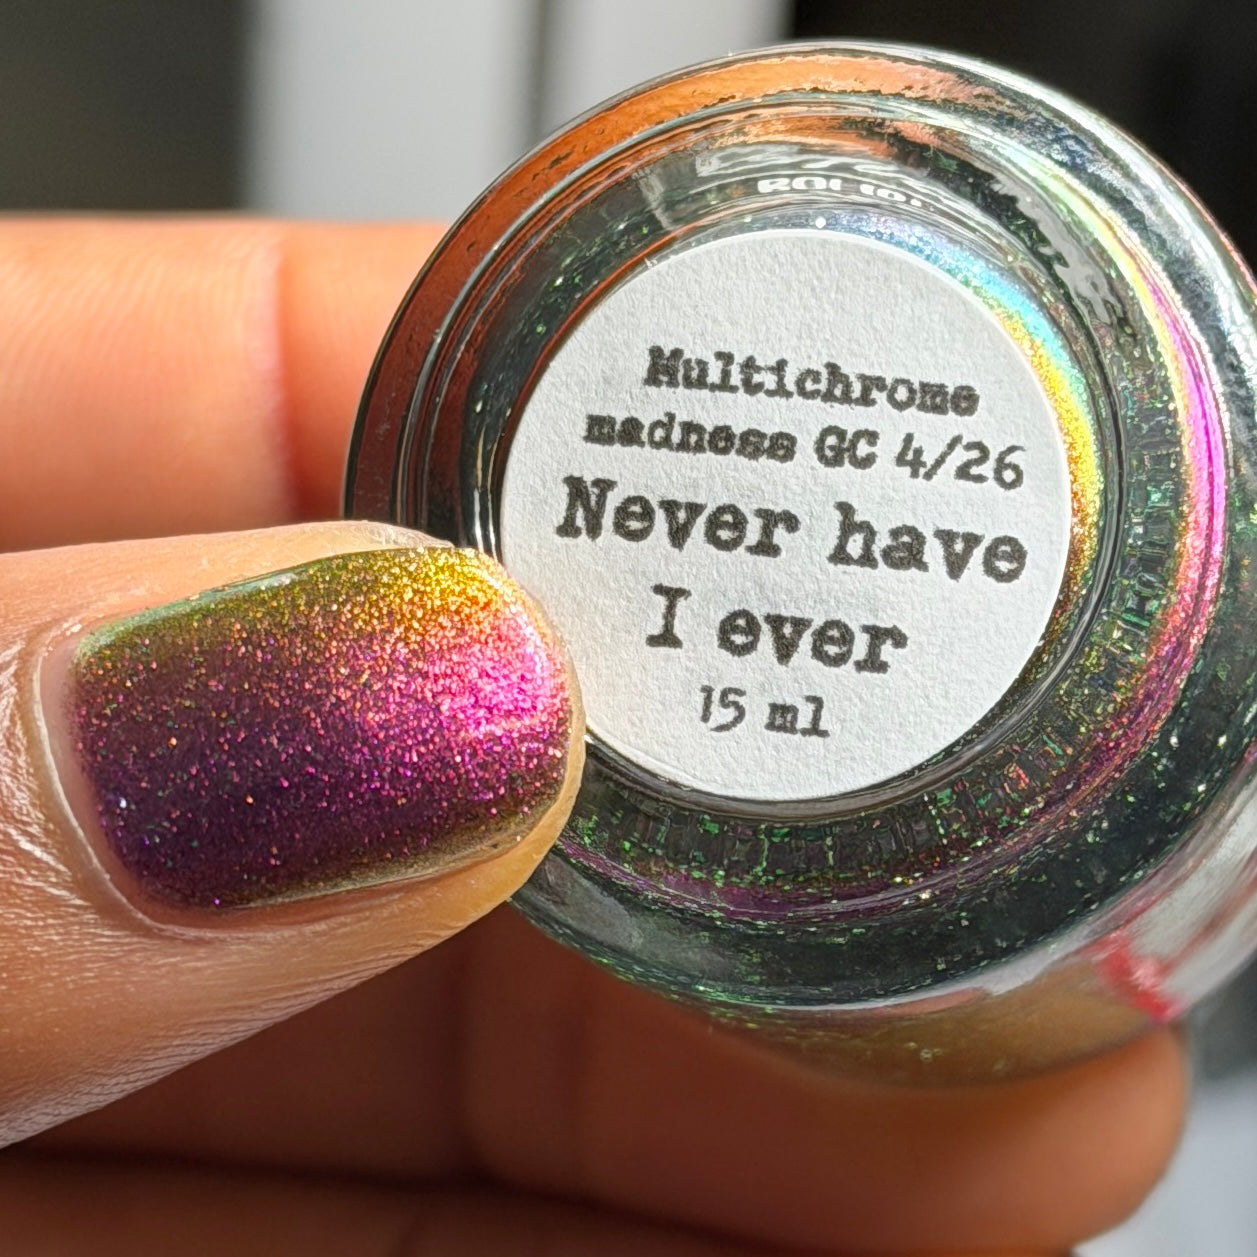 Multichrome
madness GC 4/26
Never have
I ever
15 ml